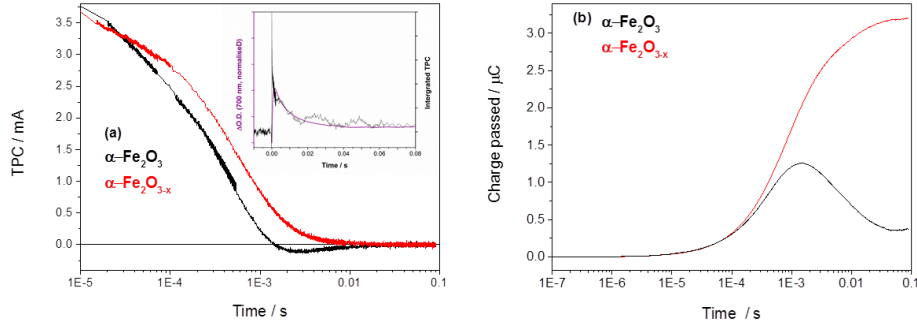 3.5
3.0
2.5
2.0
1.5
1.0
0.5
0.0
TPC / mA
(a)
α–Fe₂O₃
α–Fe₂O₃₋ₓ
1E-5
1E-4
1E-3
0.01
0.1
Time / s
ΔO.D. (700 nm, normaliseD)
Intergrated TPC
0.00
0.02
0.04
0.06
0.08
Time / s
(b)
α–Fe₂O₃
α–Fe₂O₃₋ₓ
3.0
2.5
2.0
1.5
1.0
0.5
0.0
Charge passed / μC
1E-7
1E-6
1E-5
1E-4
1E-3
0.01
0.1
Time / s